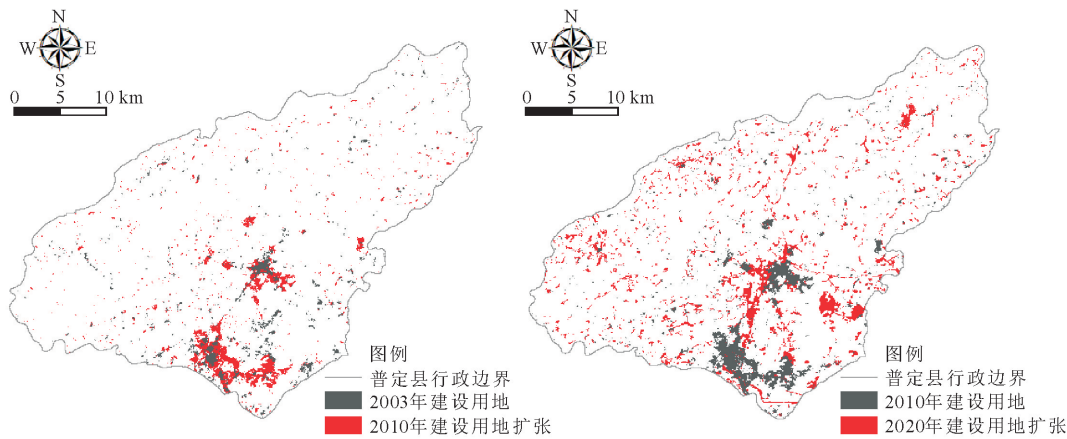 N
W E
S
0 5 10 km
图例
普定县行政边界
2003年建设用地
2010年建设用地扩张
N
W E
S
0 5 10 km
图例
普定县行政边界
2010年建设用地
2020年建设用地扩张